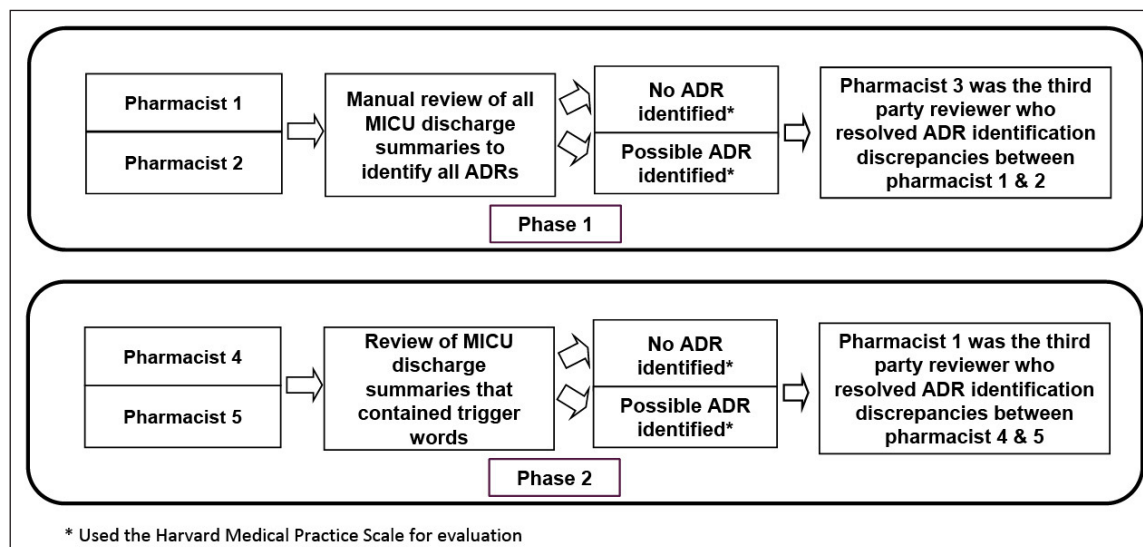 Pharmacist 1
Pharmacist 2
Manual review of all
MICU discharge
summaries to
identify all ADRs
No ADR
identified*
Possible ADR
identified*
Pharmacist 3 was the third
party reviewer who
resolved ADR identification
discrepancies between
pharmacist 1 & 2
Phase 1
Pharmacist 4
Pharmacist 5
Review of MICU
discharge
summaries that
contained trigger
words
No ADR
identified*
Possible ADR
identified*
Pharmacist 1 was the third
party reviewer who
resolved ADR identification
discrepancies between
pharmacist 4 & 5
Phase 2
* Used the Harvard Medical Practice Scale for evaluation